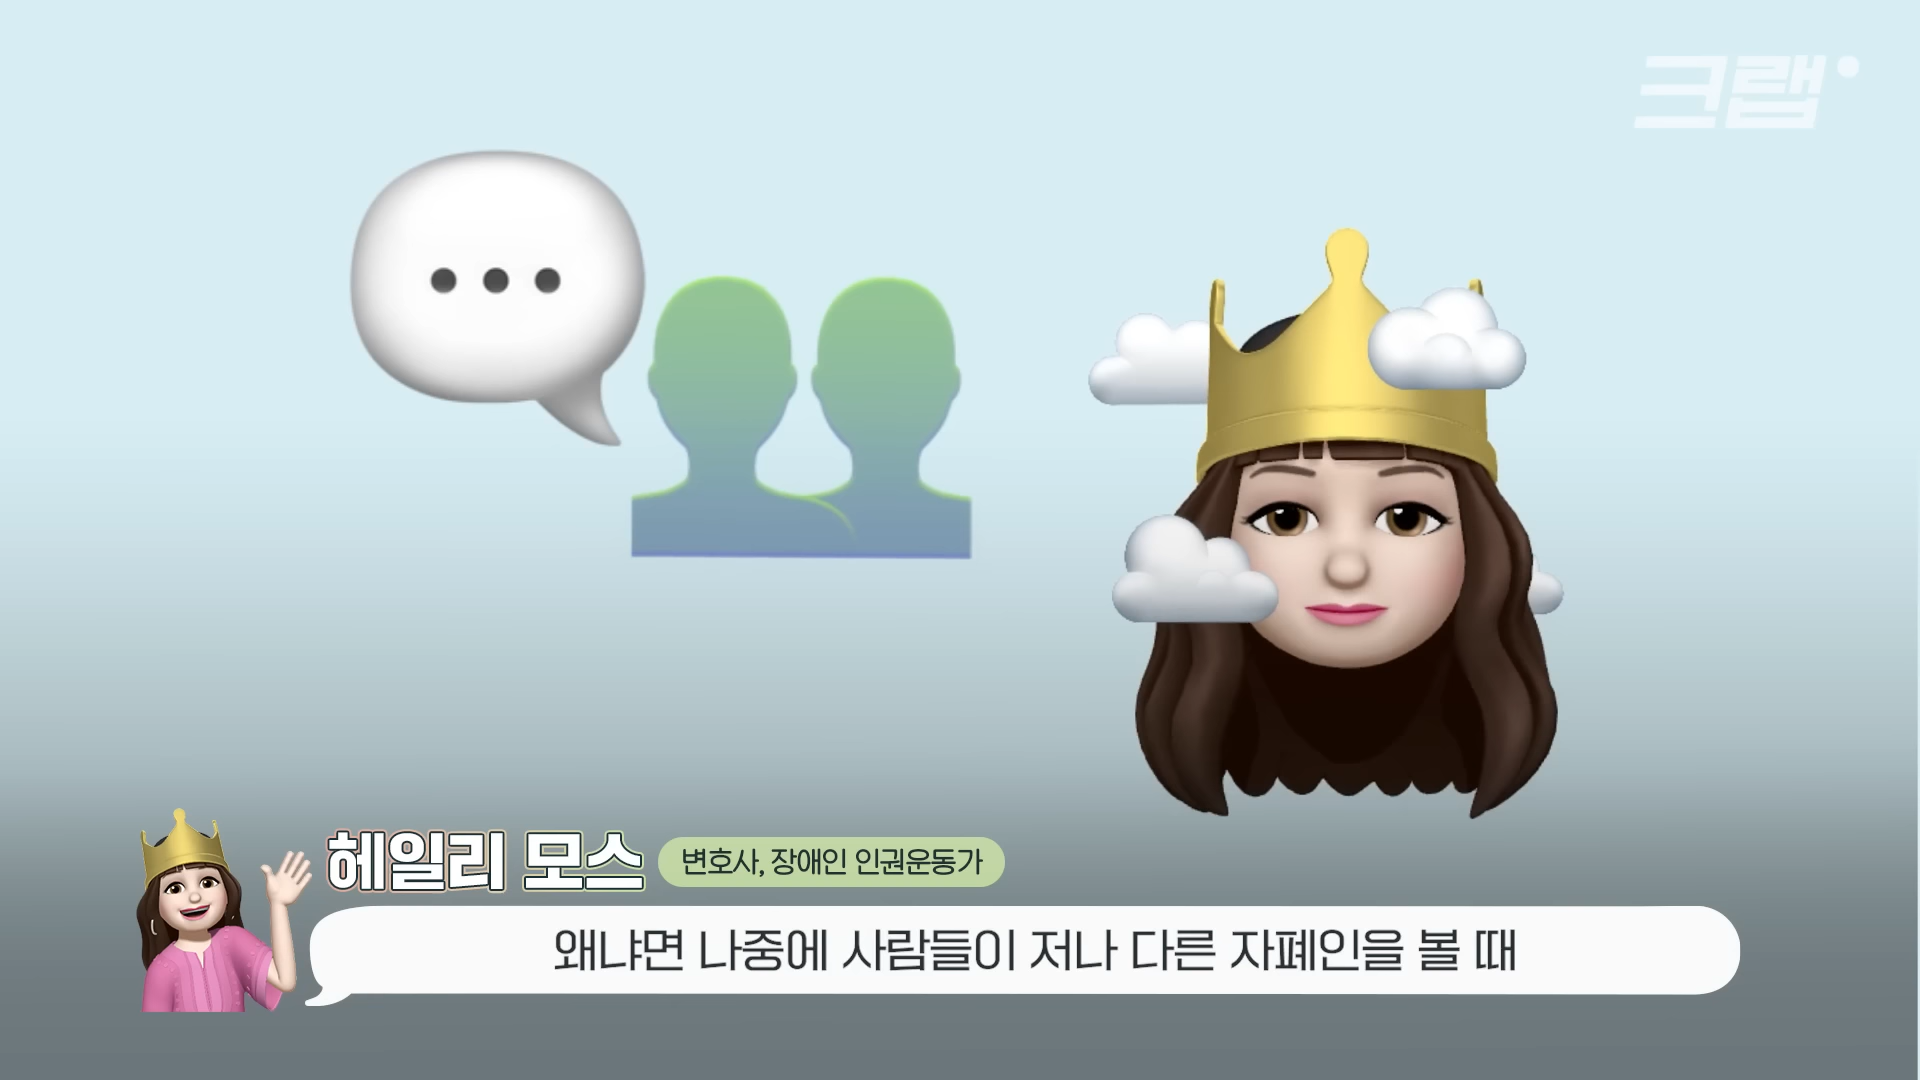 크랩
헤일리 모스
변호사, 장애인 인권운동가
왜냐면 나중에 사람들이 저나 다른 자폐인을 볼 때